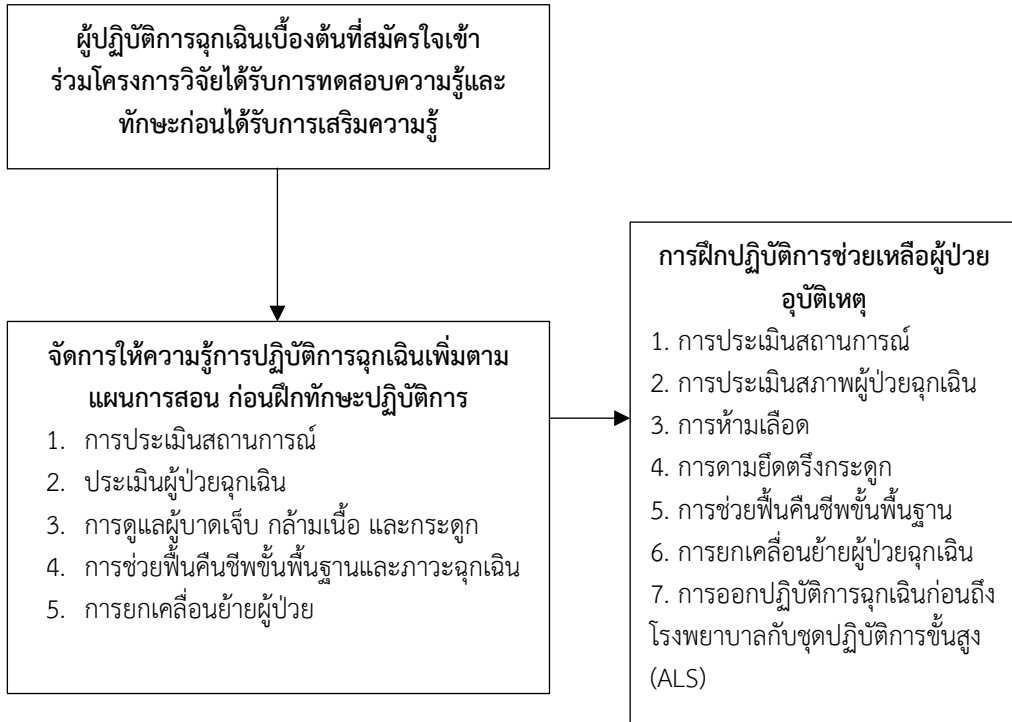 ผู้ปฏิบัติการฉุกเฉินเบื้องต้นที่สมัครใจเข้า
ร่วมโครงการวิจัยได้รับการทดสอบความรู้และ
ทักษะก่อนได้รับการเสริมความรู้
จัดการให้ความรู้การปฏิบัติการฉุกเฉินเพิ่มตาม
แผนการสอน ก่อนฝึกทักษะปฏิบัติการ
1. การประเมินสถานการณ์
2. ประเมินผู้ป่วยฉุกเฉิน
3. การดูแลผู้บาดเจ็บ กล้ามเนื้อ และกระดูก
4. การช่วยฟื้นคืนชีพขั้นพื้นฐานและภาวะฉุกเฉิน
5. การยกเคลื่อนย้ายผู้ป่วย
การฝึกปฏิบัติการช่วยเหลือผู้ป่วย
อุบัติเหตุ
1. การประเมินสถานการณ์
2. การประเมินสภาพผู้ป่วยฉุกเฉิน
3. การห้ามเลือด
4. การดามยึดตรึงกระดูก
5. การช่วยฟื้นคืนชีพขั้นพื้นฐาน
6. การยกเคลื่อนย้ายผู้ป่วยฉุกเฉิน
7. การออกปฏิบัติการฉุกเฉินก่อนถึง
โรงพยาบาลกับชุดปฏิบัติการขั้นสูง
(ALS)